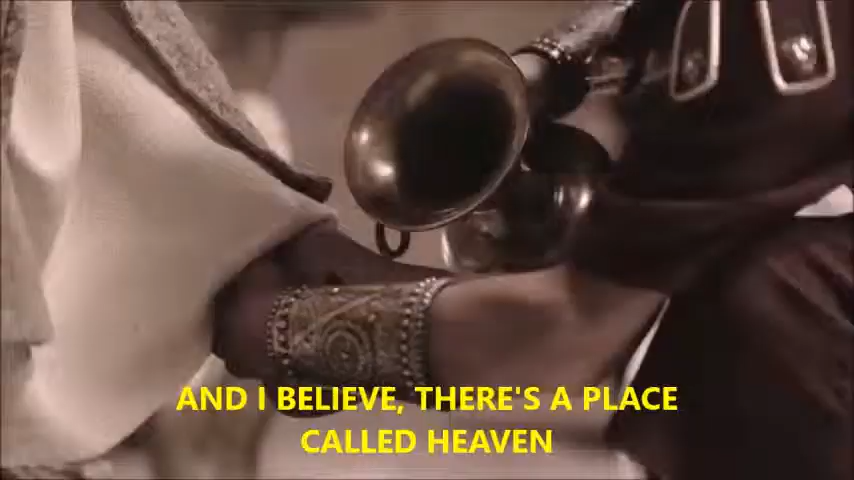 AND I BELIEVE, THERE'S A PLACE
CALLED HEAVEN